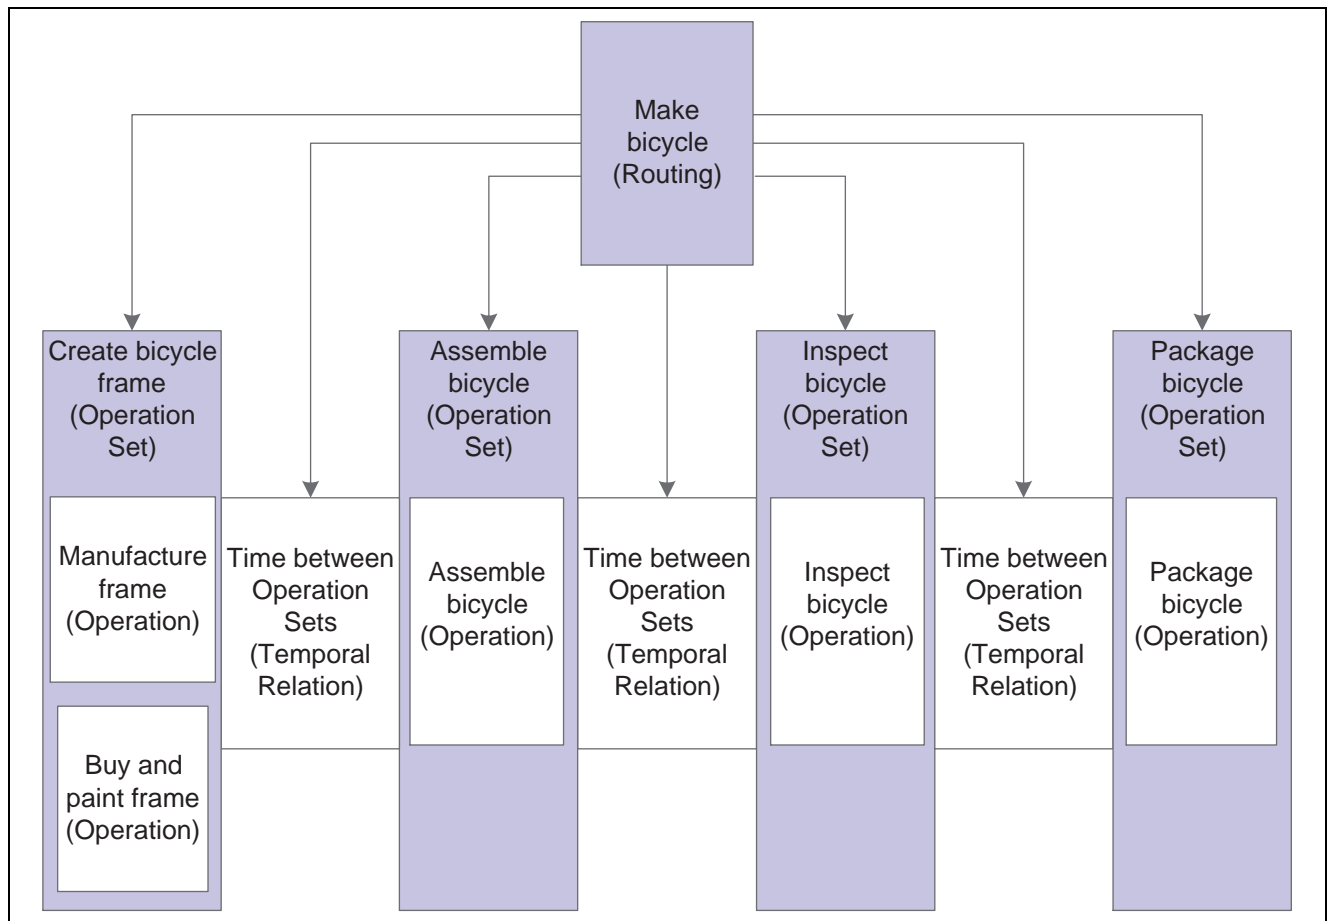 Make
bicycle
(Routing)
Create bicycle
frame
(Operation
Set)
Manufacture
frame
(Operation)
Buy and
paint frame
(Operation)
Time between
Operation
Sets
(Temporal
Relation)
Assemble
bicycle
(Operation
Set)
Assemble
bicycle
(Operation)
Time between
Operation
Sets
(Temporal
Relation)
Inspect
bicycle
(Operation
Set)
Inspect
bicycle
(Operation)
Time between
Operation
Sets
(Temporal
Relation)
Package
bicycle
(Operation
Set)
Package
bicycle
(Operation)